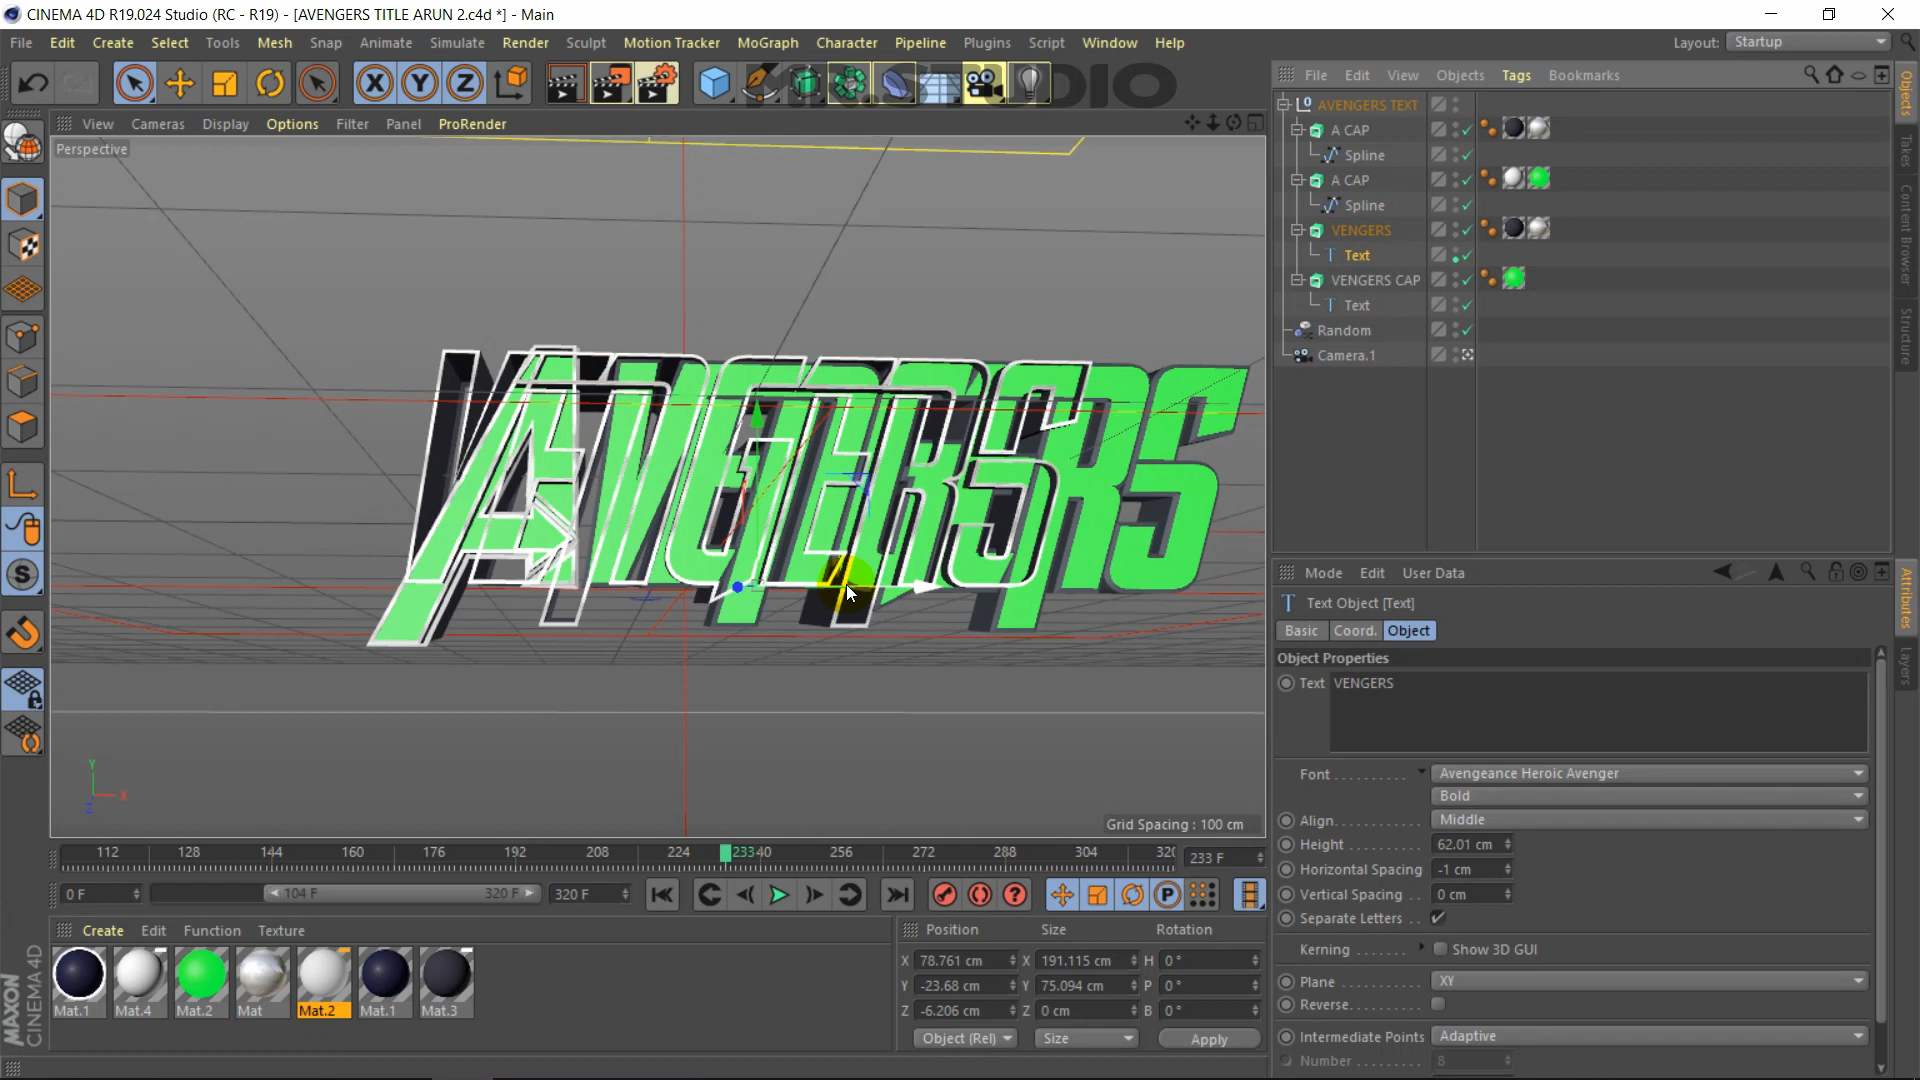 CINEMA 4D R19.024 Studio (RC - R19) - [AVENGERS TITLE ARUN 2.c4d *] - Main
File Edit Create Select Tools Mesh Snap Animate Simulate Render Sculpt Motion Tracker MoGraph Character Pipeline Plugins Script Window Help
Layout: Startup
X Y Z
File Edit View Objects Tags Bookmarks
View Cameras Display Options Filter Panel ProRender
Perspective
AVENGERS TEXT
A CAP
Spline
A CAP
Spline
VENGERS
Text
VENGERS CAP
Text
Random
Camera.1
Objects
Takes
Content Browser
Structure
Y
X
Z
Grid Spacing : 100 cm
Mode Edit User Data
Text Object [Text]
Basic Coord. Object
Object Properties
Text VENGERS
Font Avengeance Heroic Avenger
Bold
Align Middle
Height 62.01 cm
Horizontal Spacing -1 cm
Vertical Spacing 0 cm
Separate Letters
Kerning Show 3D GUI
Plane XY
Reverse
Intermediate Points Adaptive
Number 8
Attributes
Layers
112 128 144 160 176 192 208 224 23340 256 272 288 304 32
233 F
0 F 104 F 320 F 320 F
Create Edit Function Texture
Mat.1 Mat.4 Mat.2 Mat Mat.2 Mat.1 Mat.3
Position Size Rotation
X 78.761 cm X 191.115 cm H 0°
Y -23.68 cm Y 75.094 cm P 0°
Z -6.206 cm Z 0 cm B 0°
Object (Rel) Size Apply
MAXON
CINEMA 4D